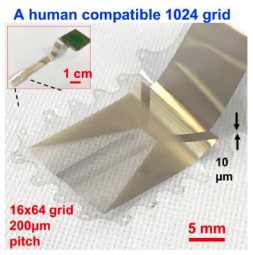 A human compatible 1024 grid
1 cm
10
µm
16x64 grid
200µm
pitch
5 mm